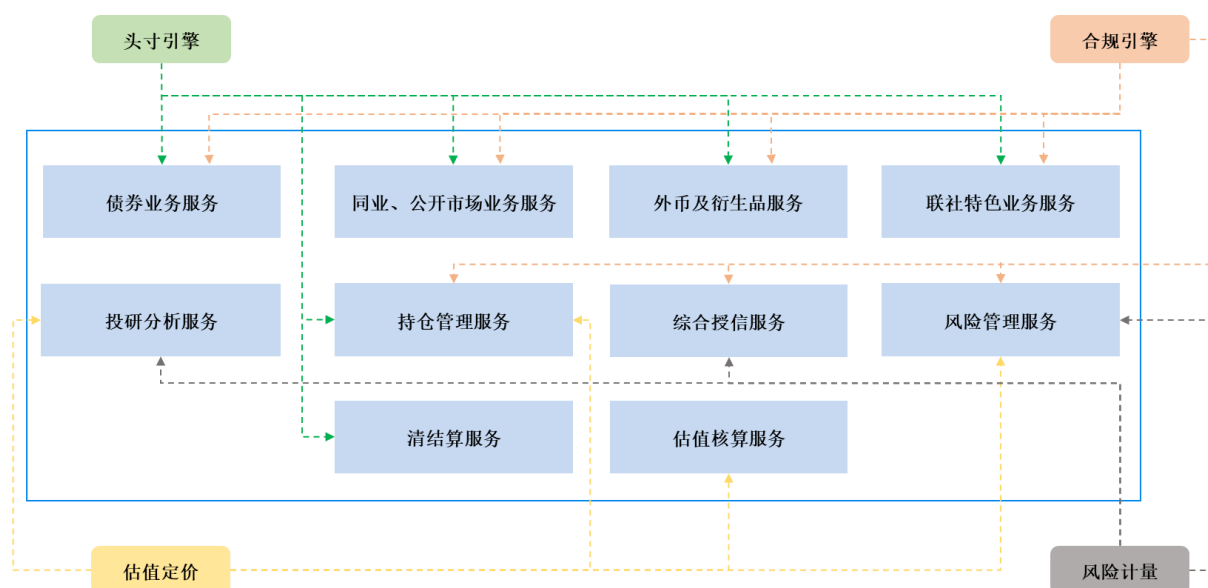 头寸引擎
合规引擎
债券业务服务
同业、公开市场业务服务
外币及衍生品服务
联社特色业务服务
投研分析服务
持仓管理服务
综合授信服务
风险管理服务
清结算服务
估值核算服务
估值定价
风险计量